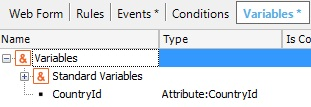 Web Form Rules Events * Conditions Variables *
Name Type Is Co
& Variables
& Standard Variables
CountryId Attribute:CountryId